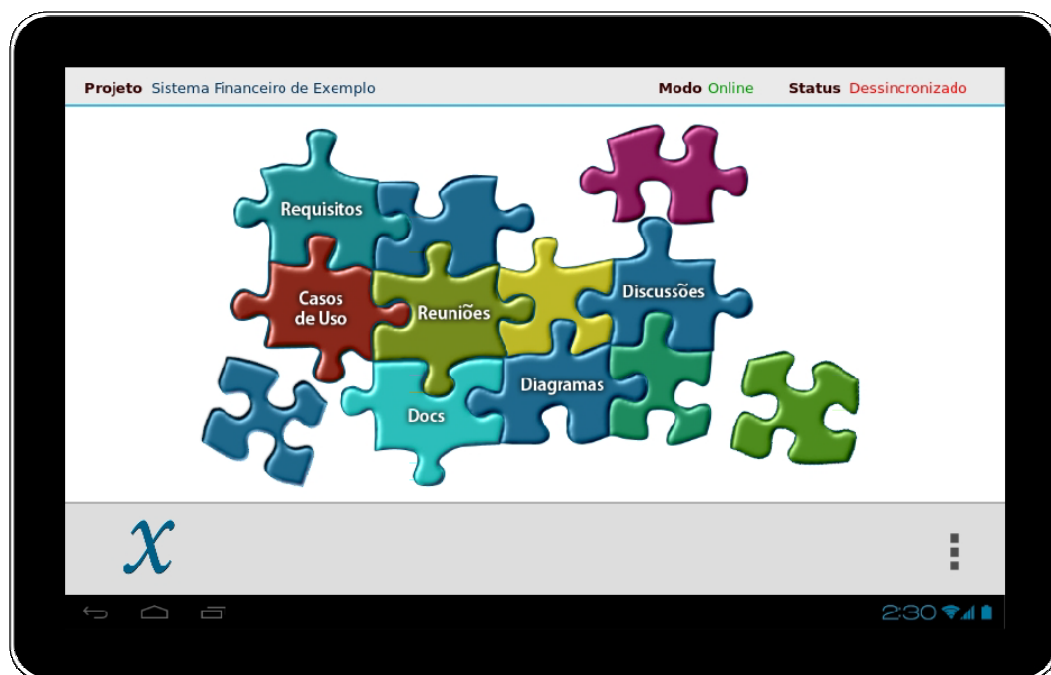 Projeto Sistema Financeiro de Exemplo Modo Online Status Dessincronizado
Requisitos
Casos
de Uso
Reuniões
Discussões
Docs
Diagramas
x
2:30